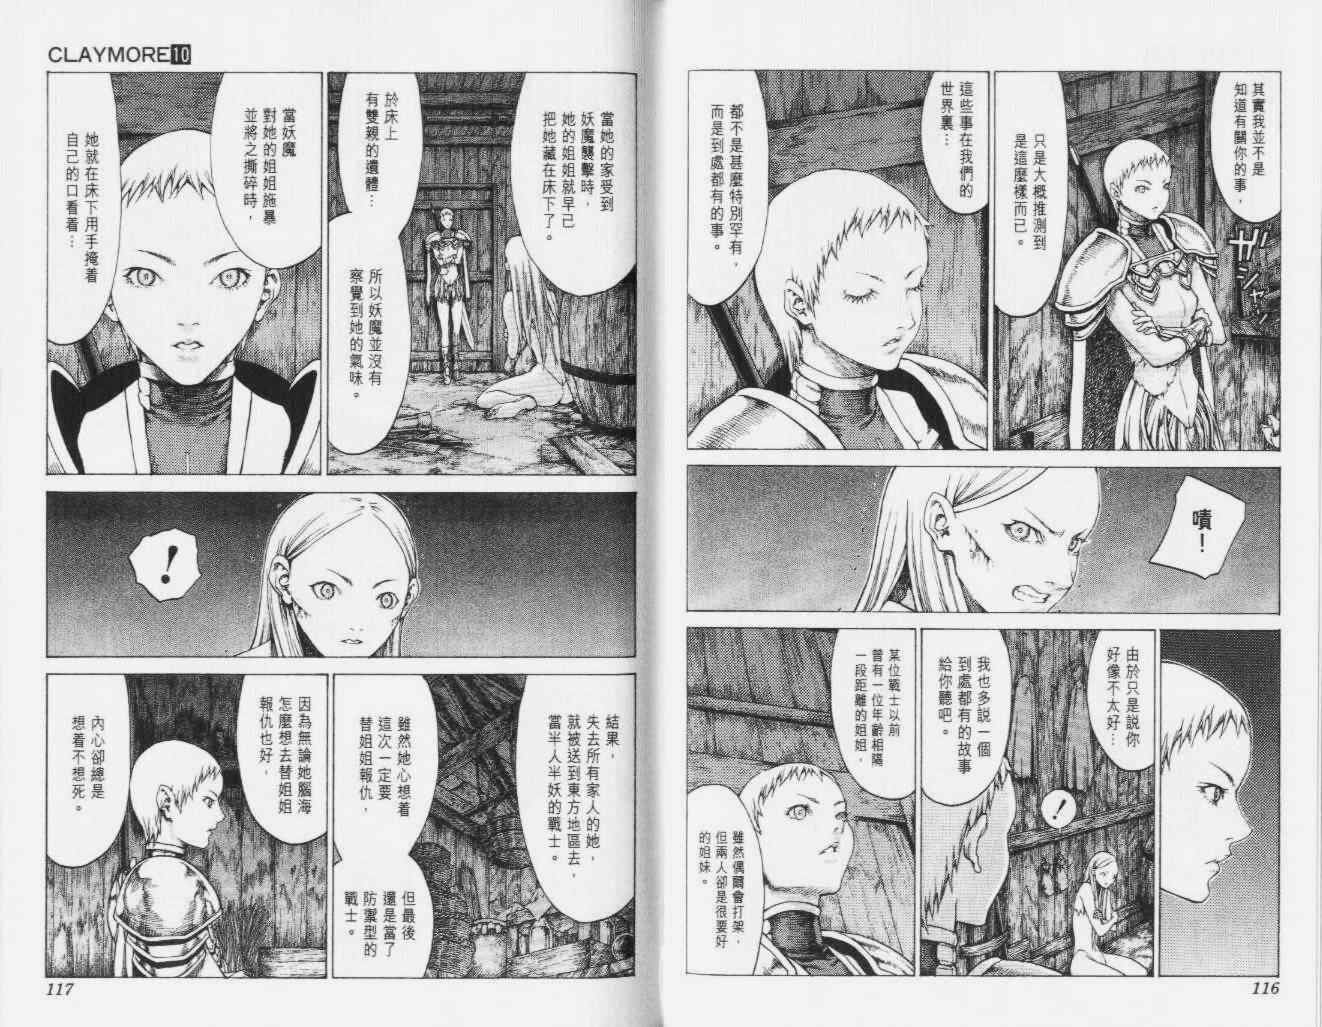 其實我並不是
知道有關你的事，
只是大概推測到
是這麼樣而已。
ガシャッ
這些事在我們的
世界裏…
都不是甚麼特別罕有，
而是到處都有的事。
嘖！
由於只是說你
好像不太好…
我也多說一個
到處都有的故事
給你聽吧。
！
某位戰士以前
曾有一位年齡相隔
一段距離的姐姐，
雖然偶爾會打架，
但兩人卻是很要好
的姐妹。
116
CLAYMORE 10
當她的家受到
妖魔襲擊時，
她的姐姐就早已
把她藏在床下了。
於床上
有雙親的遺體…
所以妖魔並沒有
察覺到她的氣味。
當妖魔
對她的姐姐施暴
並將之撕碎時，
她就在床下用手掩着
自己的口看着…
！
結果，
失去所有家人的她，
就被送到東方地區去，
當半人半妖的戰士。
雖然她心想着
這次一定要
替姐姐報仇，
但最後
還是當了
防禦型的
戰士。
因為無論她腦海
怎麼想去替姐姐
報仇也好，
內心卻總是
想着不想死。
117